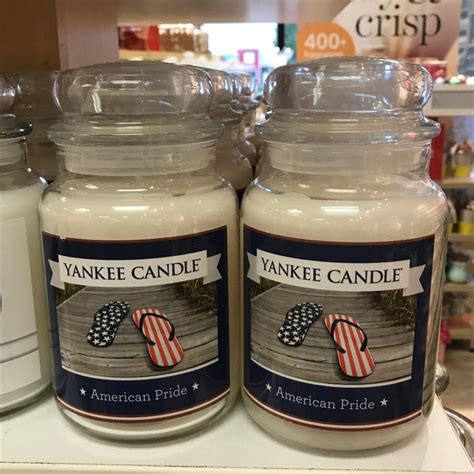 crisp
400+
YANKEE CANDLE®
★ American Pride ★
YANKEE CANDLE®
★ American Pride ★